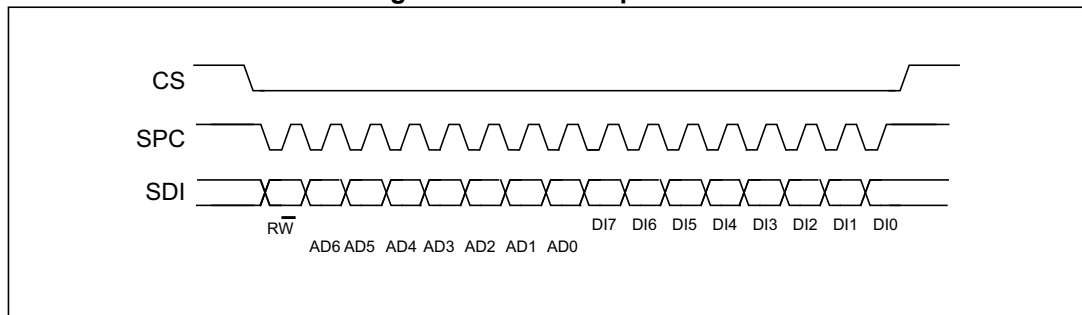 CS
SPC
SDI
RW̅
DI7 DI6 DI5 DI4 DI3 DI2 DI1 DI0
AD6 AD5 AD4 AD3 AD2 AD1 AD0